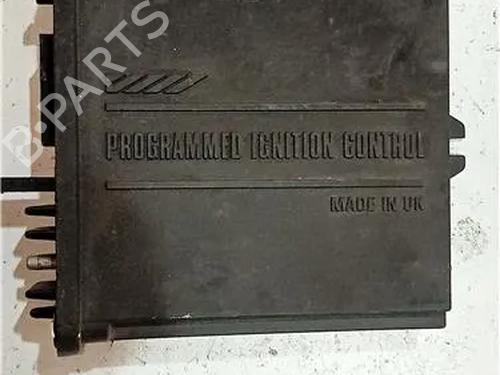 B-PARTS
PROGRAMMED IGNITION CONTROL
MADE IN UK